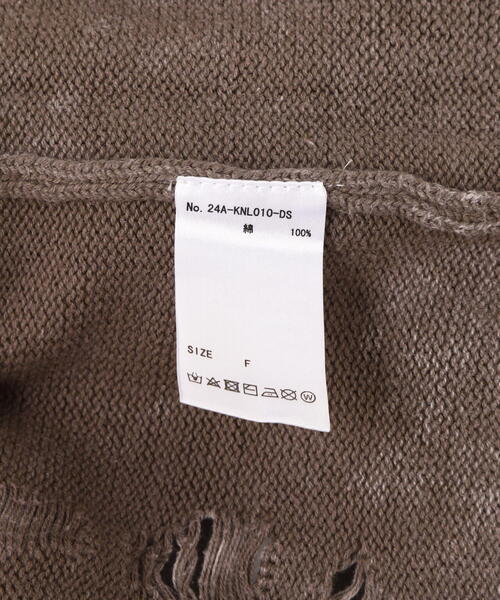 No. 24A-KNL010-DS
綿 100%
SIZE F
W